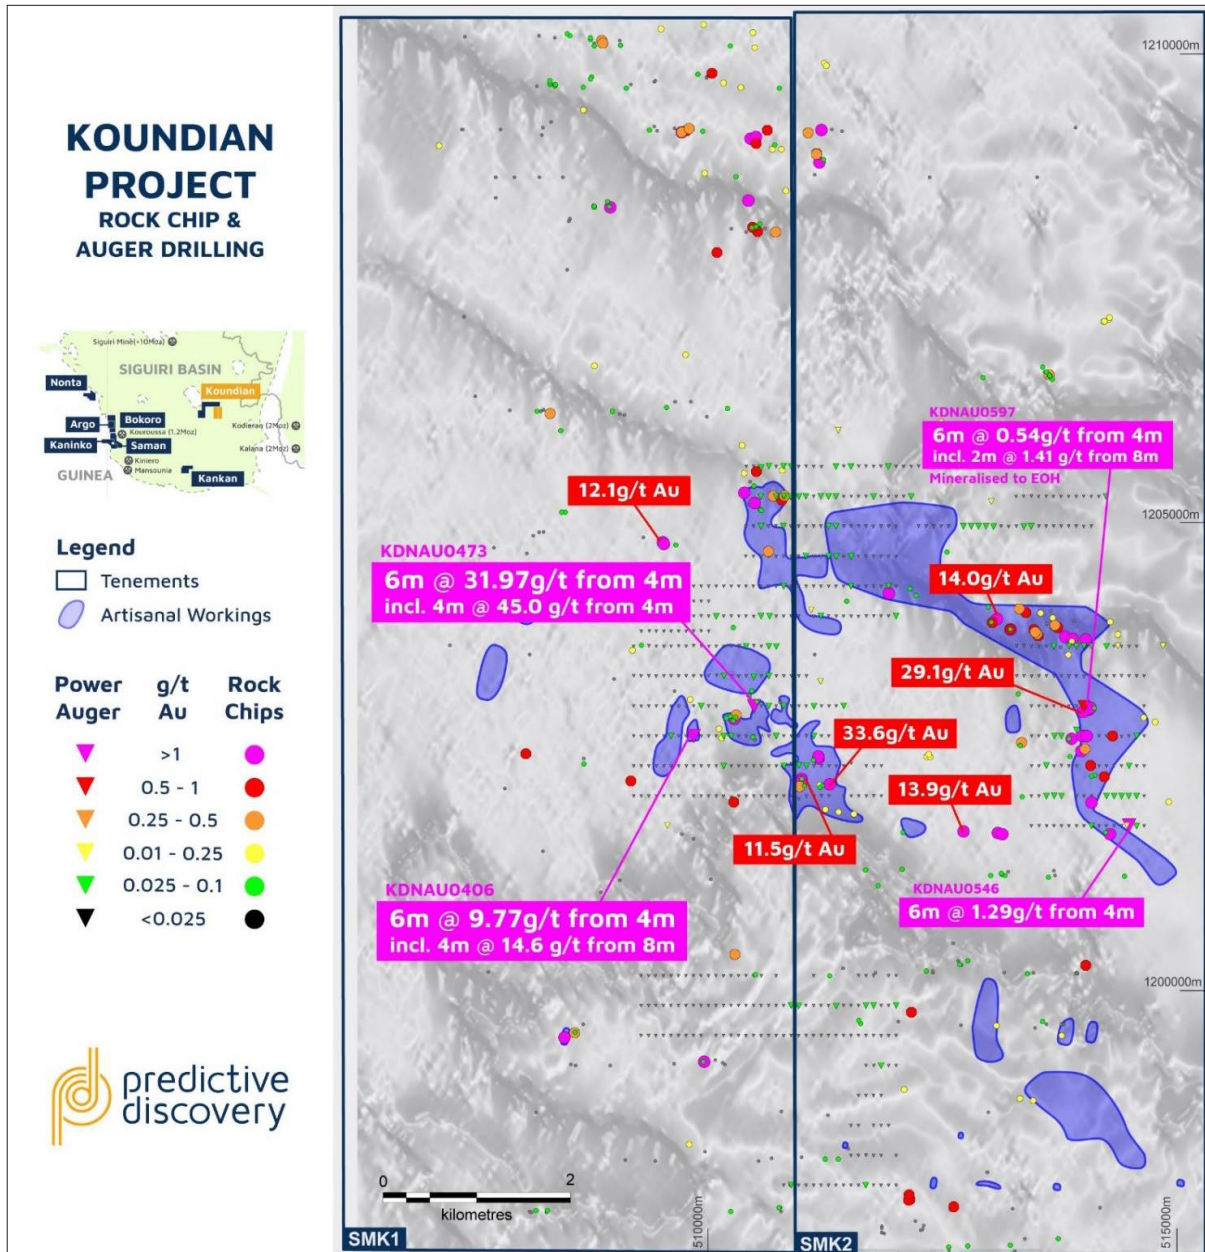 KOUNDIAN
PROJECT
ROCK CHIP &
AUGER DRILLING
Siguiri Mine(+10Moz)
SIGUIRI BASIN
Nonta
Koundian
Argo
Bokoro
Kouroussa (1.2Moz)
Kodieran (2Moz)
Kaninko
Saman
Kalana (2Moz)
Kiniero
GUINEA
Mansounia
Kankan
Legend
Tenements
Artisanal Workings
Power Auger
g/t Au
Rock Chips
>1
0.5 - 1
0.25 - 0.5
0.01 - 0.25
0.025 - 0.1
<0.025
predictive
discovery
1210000m
KDNAU0597
6m @ 0.54g/t from 4m
incl. 2m @ 1.41 g/t from 8m
Mineralised to EOH
12.1g/t Au
1205000m
KDNAU0473
6m @ 31.97g/t from 4m
incl. 4m @ 45.0 g/t from 4m
14.0g/t Au
29.1g/t Au
33.6g/t Au
13.9g/t Au
11.5g/t Au
KDNAU0406
6m @ 9.77g/t from 4m
incl. 4m @ 14.6 g/t from 8m
KDNAU0546
6m @ 1.29g/t from 4m
1200000m
0
2
kilometres
510000m
515000m
SMK1
SMK2